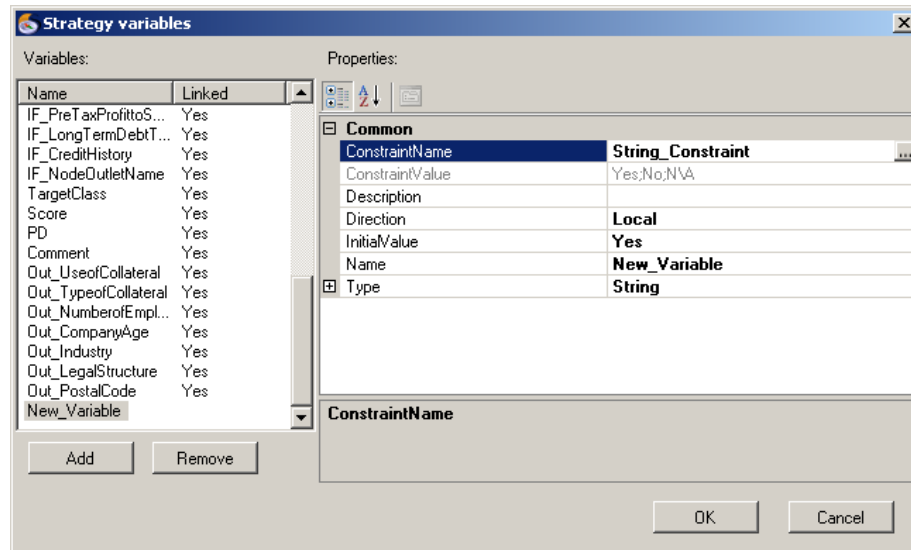 Strategy variables
Variables:
Name Linked
IF_PreTaxProfittoS... Yes
IF_LongTermDebtT... Yes
IF_CreditHistory Yes
IF_NodeOutletName Yes
TargetClass Yes
Score Yes
PD Yes
Comment Yes
Out_UseofCollateral Yes
Out_TypeofCollateral Yes
Out_NumberofEmpl... Yes
Out_CompanyAge Yes
Out_Industry Yes
Out_LegalStructure Yes
Out_PostalCode Yes
New_Variable
Add Remove
Properties:
Common
ConstraintName String_Constraint ...
ConstraintValue Yes;No;N\A
Description
Direction Local
InitialValue Yes
Name New_Variable
Type String
ConstraintName
OK Cancel